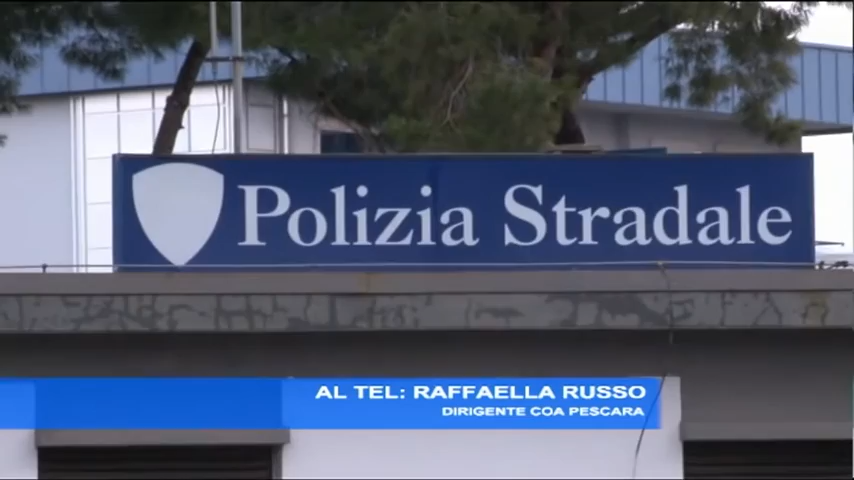 Polizia Stradale
AL TEL: RAFFAELLA RUSSO
DIRIGENTE COA PESCARA